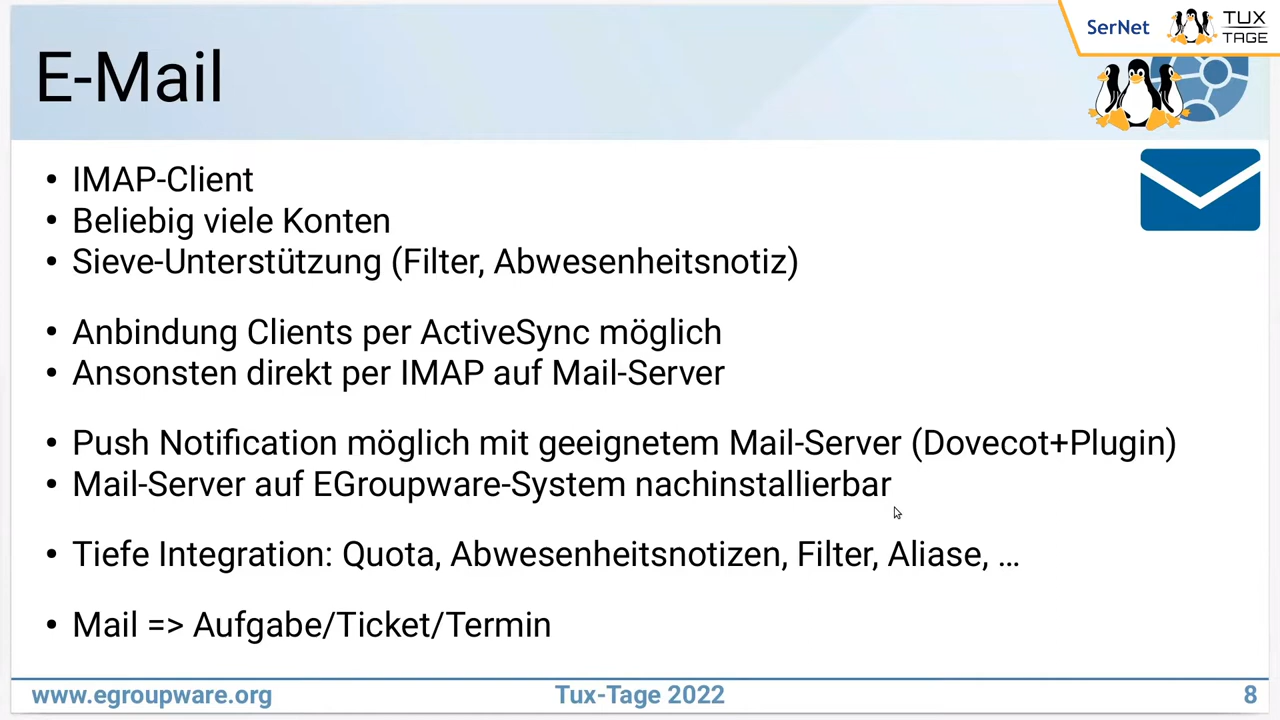 SerNet
TUX
TAGE
E-Mail
• IMAP-Client
• Beliebig viele Konten
• Sieve-Unterstützung (Filter, Abwesenheitsnotiz)
• Anbindung Clients per ActiveSync möglich
• Ansonsten direkt per IMAP auf Mail-Server
• Push Notification möglich mit geeignetem Mail-Server (Dovecot+Plugin)
• Mail-Server auf EGroupware-System nachinstallierbar
• Tiefe Integration: Quota, Abwesenheitsnotizen, Filter, Aliase, …
• Mail => Aufgabe/Ticket/Termin
www.egroupware.org
Tux-Tage 2022
8